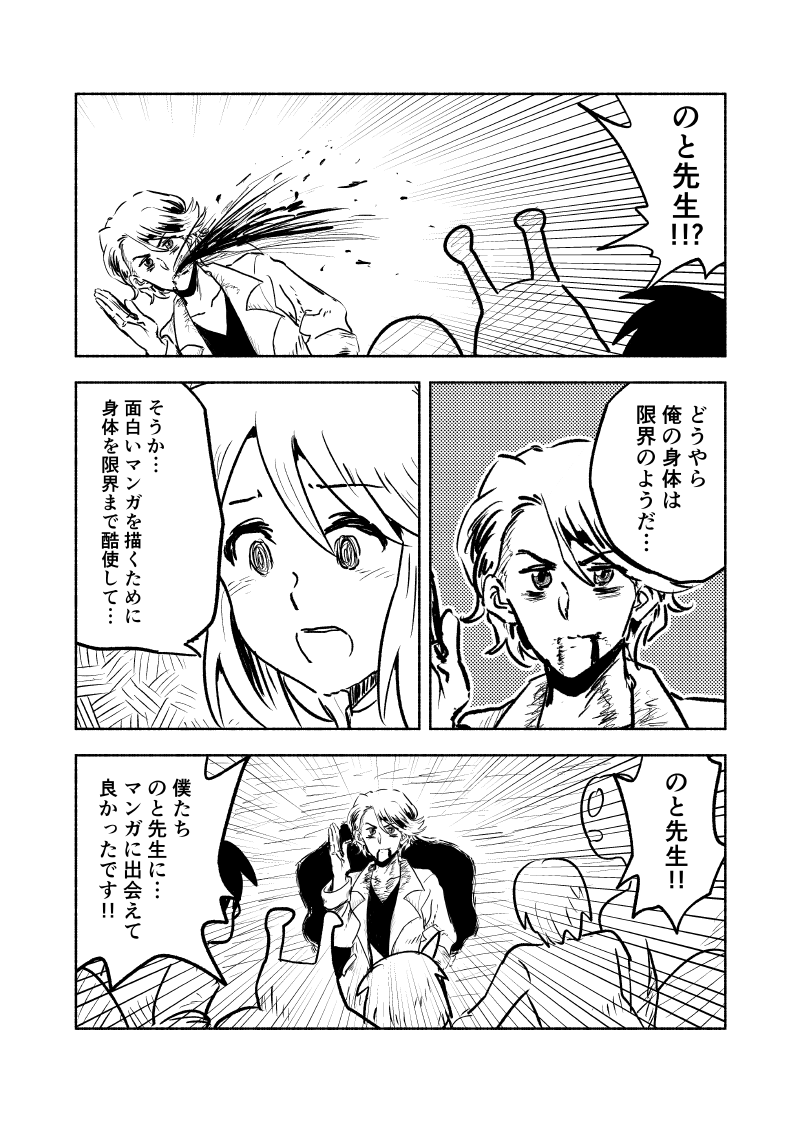 のと先生!!?
どうやら
俺の身体は
限界のようだ…
そうか…
面白いマンガを描くために
身体を限界まで酷使して…
のと先生!!
僕たち
のと先生に…
マンガに出会えて
良かったです!!